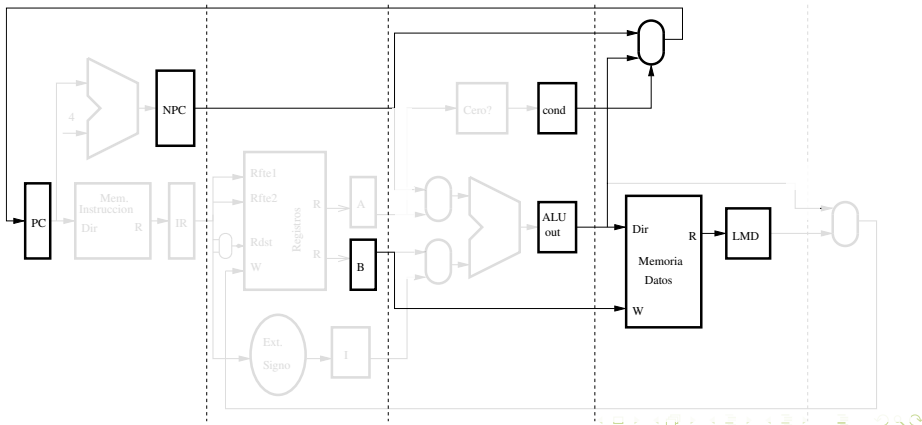 NPC
4
Cero?
cond
PC
Mem.
Instruccion
Dir
R
IR
Rfte1
Rfte2
Rdst
W
Registros
R
R
A
B
ALU
out
Dir
R
Memoria
Datos
W
LMD
Ext.
Signo
I